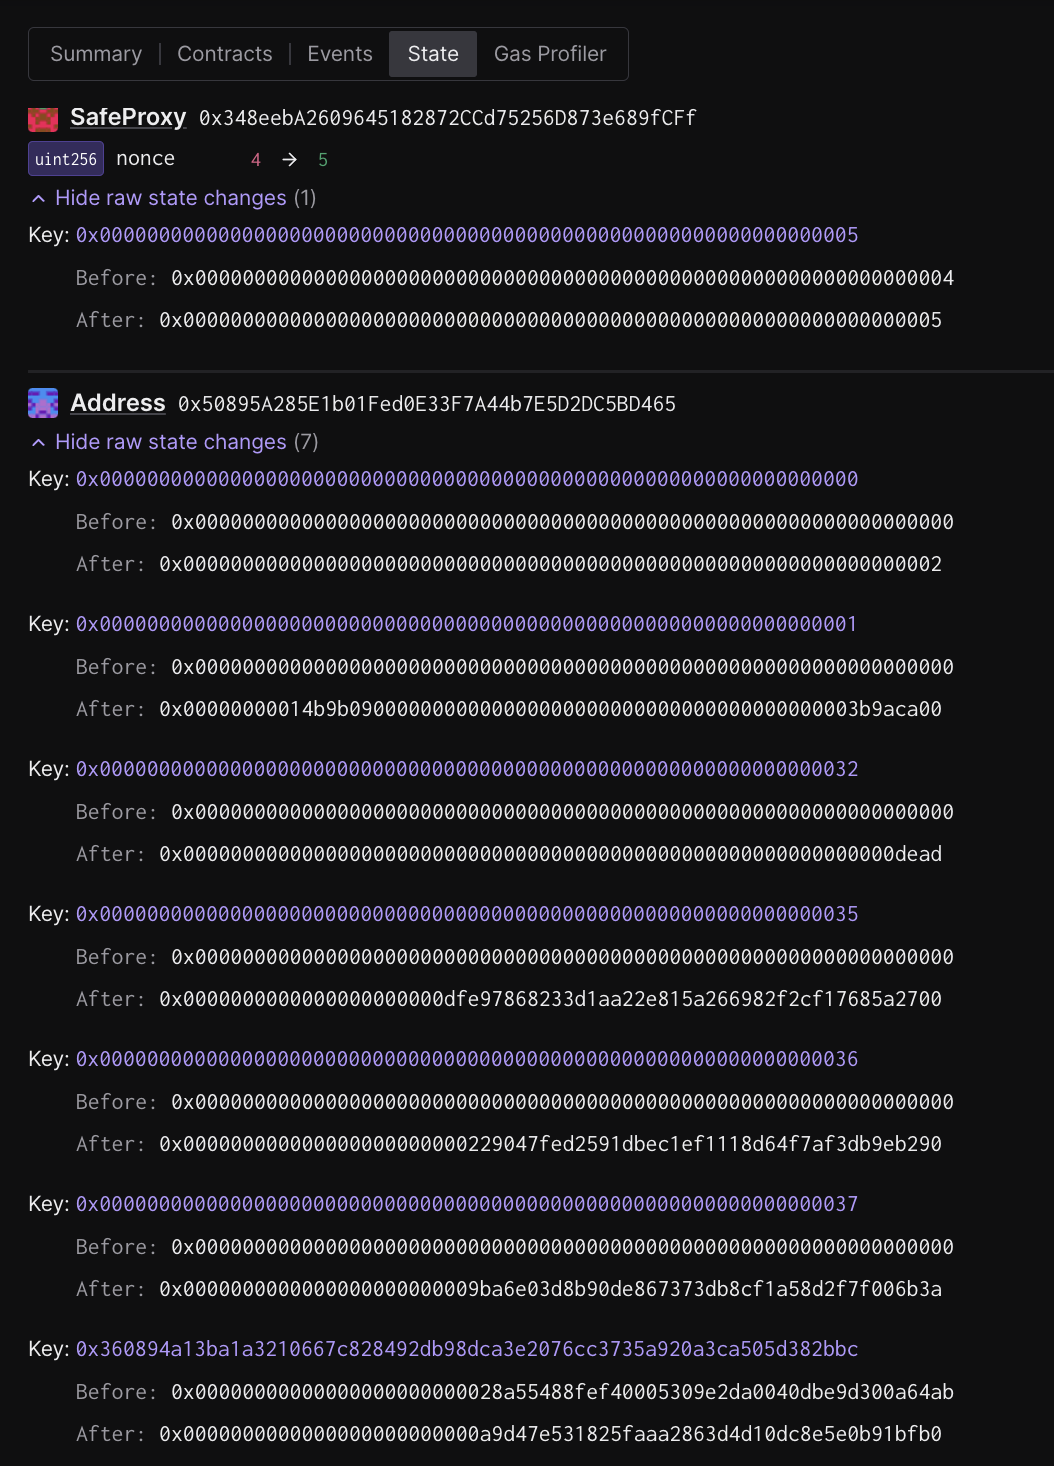 Summary | Contracts | Events State Gas Profiler
SafeProxy 0x348eebA2609645182872CCd75256D873e689fCFf
uint256 nonce 4 → 5
Hide raw state changes (1)
Key: 0x0000000000000000000000000000000000000000000000000000000000000005
Before: 0x0000000000000000000000000000000000000000000000000000000000000004
After: 0x0000000000000000000000000000000000000000000000000000000000000005
Address 0x50895A285E1b01Fed0E33F7A44b7E5D2DC5BD465
Hide raw state changes (7)
Key: 0x0000000000000000000000000000000000000000000000000000000000000000
Before: 0x0000000000000000000000000000000000000000000000000000000000000000
After: 0x0000000000000000000000000000000000000000000000000000000000000002
Key: 0x0000000000000000000000000000000000000000000000000000000000000001
Before: 0x0000000000000000000000000000000000000000000000000000000000000000
After: 0x00000000014b9b0900000000000000000000000000000000000000003b9aca00
Key: 0x0000000000000000000000000000000000000000000000000000000000000032
Before: 0x0000000000000000000000000000000000000000000000000000000000000000
After: 0x000000000000000000000000000000000000000000000000000000000000dead
Key: 0x0000000000000000000000000000000000000000000000000000000000000035
Before: 0x0000000000000000000000000000000000000000000000000000000000000000
After: 0x0000000000000000000000dfe97868233d1aa22e815a266982f2cf17685a2700
Key: 0x0000000000000000000000000000000000000000000000000000000000000036
Before: 0x0000000000000000000000000000000000000000000000000000000000000000
After: 0x000000000000000000000000229047fed2591dbec1ef1118d64f7af3db9eb290
Key: 0x0000000000000000000000000000000000000000000000000000000000000037
Before: 0x0000000000000000000000000000000000000000000000000000000000000000
After: 0x0000000000000000000000009ba6e03d8b90de867373db8cf1a58d2f7f006b3a
Key: 0x360894a13ba1a3210667c828492db98dca3e2076cc3735a920a3ca505d382bbc
Before: 0x00000000000000000000000028a55488fef40005309e2da0040dbe9d300a64ab
After: 0x0000000000000000000000000a9d47e531825faaa2863d4d10dc8e5e0b91bfb0